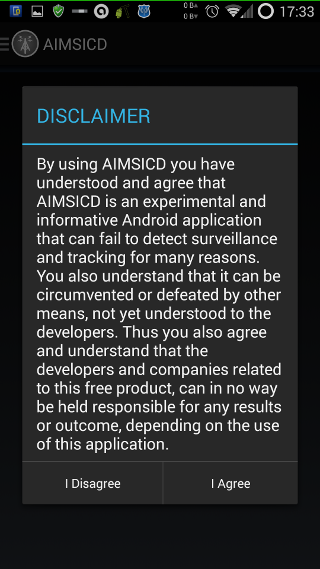 0 B↑
0 B↓
17:33
AIMSICD
DISCLAIMER
By using AIMSICD you have
understood and agree that
AIMSICD is an experimental and
informative Android application
that can fail to detect surveillance
and tracking for many reasons.
You also understand that it can be
circumvented or defeated by other
means, not yet understood to the
developers. Thus you also agree
and understand that the
developers and companies related
to this free product, can in no way
be held responsible for any results
or outcome, depending on the use
of this application.
I Disagree
I Agree